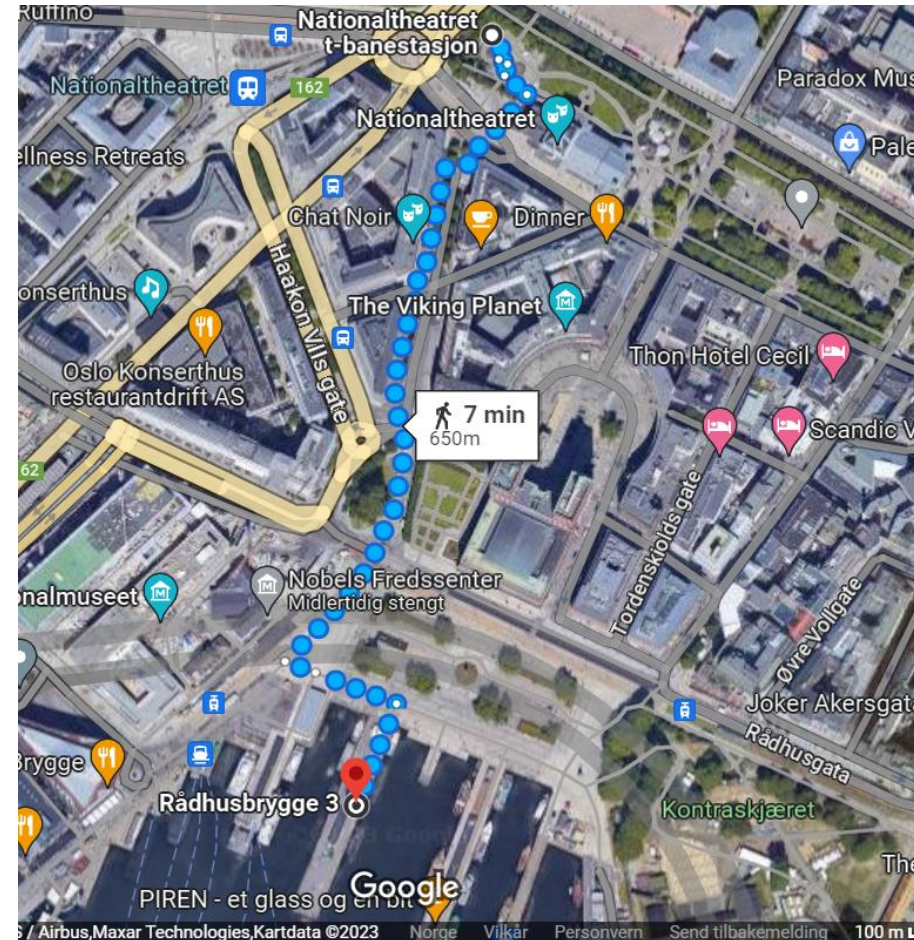 Ruffino
Nationaltheatret
t-banestasjon
Nationaltheatret
162
Paradox Mus
Nationaltheatret
Pale
ellness Retreats
Chat Noir
Dinner
Haakon VIIs gate
onserthus
The Viking Planet
Oslo Konserthus
restaurantdrift AS
Thon Hotel Cecil
7 min
650m
Scandic V
62
Tordenskiolds gate
Nobels Fredssenter
Midlertidig stengt
onalmuseet
Øvre Vollgate
Joker Akersgat
Rådhusgata
Brygge
Rådhusbrygge 3
Kontraskjæret
The
PIREN - et glass og en bit
Google
S / Airbus,Maxar Technologies,Kartdata ©2023 Norge Vilkår Personvern Send tilbakemelding 100 m